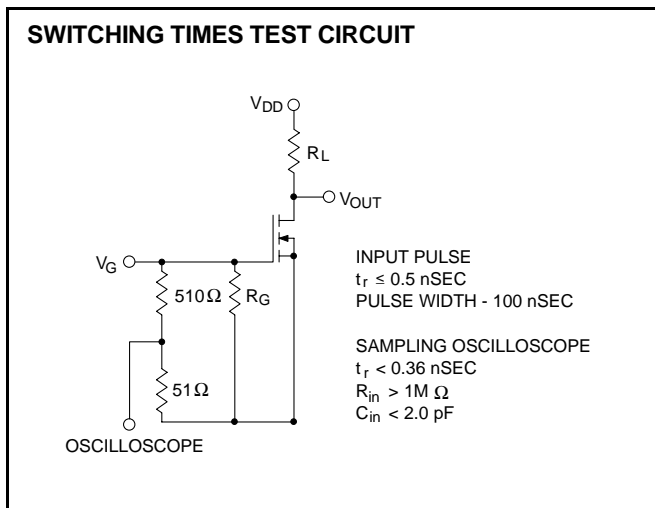 SWITCHING TIMES TEST CIRCUIT
VDD
RL
VOUT
VG
510Ω
RG
51Ω
OSCILLOSCOPE
INPUT PULSE
tr ≤ 0.5 nSEC
PULSE WIDTH - 100 nSEC
SAMPLING OSCILLOSCOPE
tr < 0.36 nSEC
Rin > 1M Ω
Cin < 2.0 pF